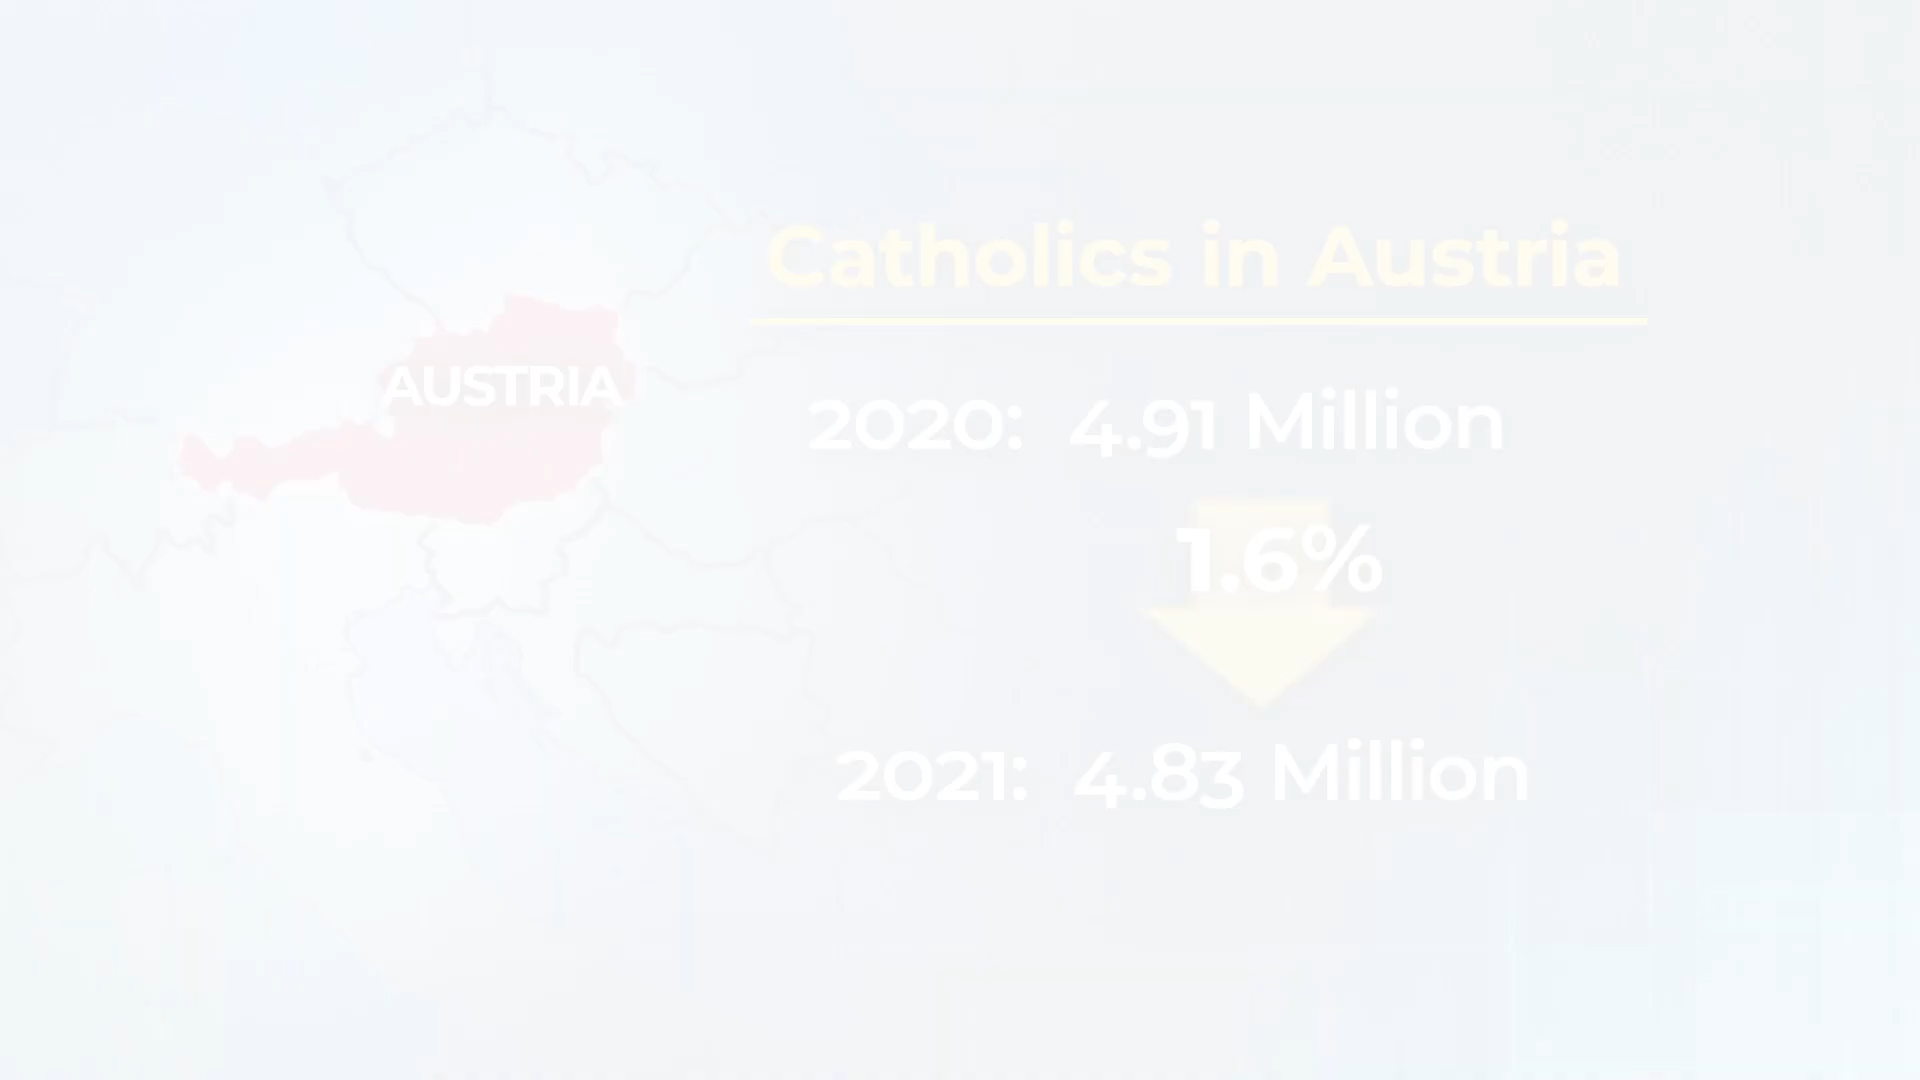 Catholics in Austria
AUSTRIA
2020: 4.91 Million
1.6%
2021: 4.83 Million